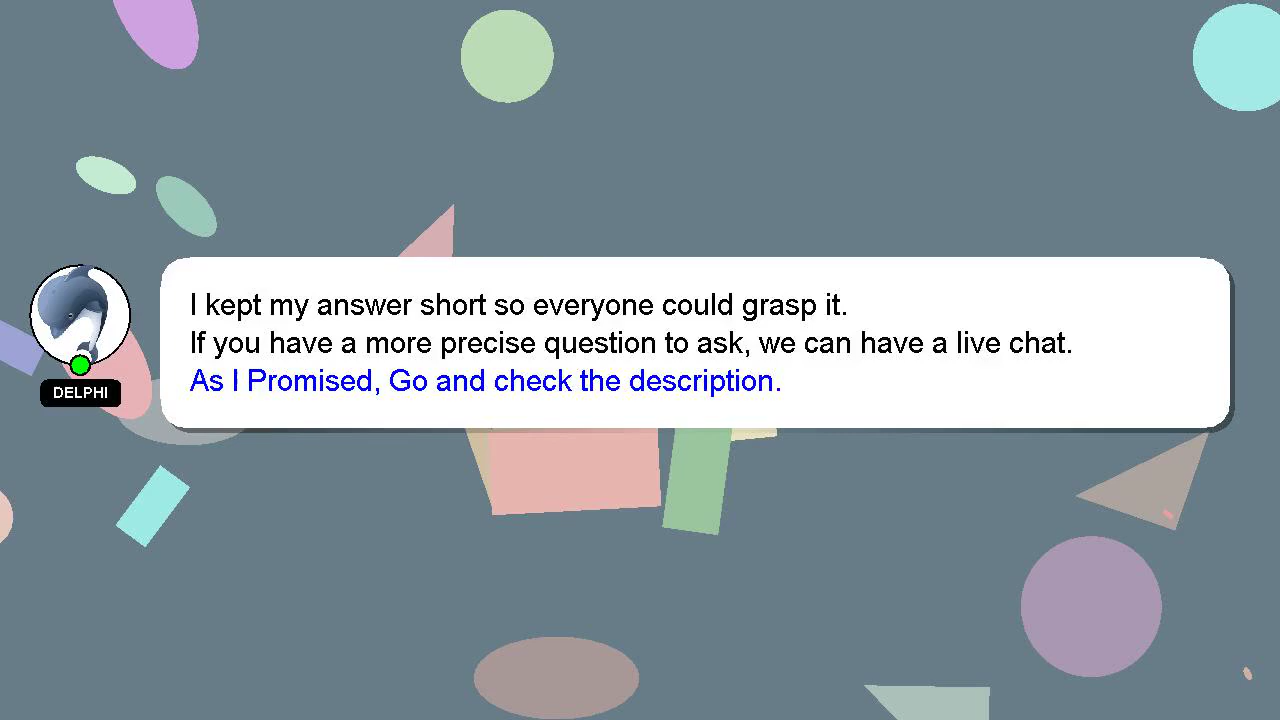 I kept my answer short so everyone could grasp it.
If you have a more precise question to ask, we can have a live chat.
As I Promised, Go and check the description.
DELPHI